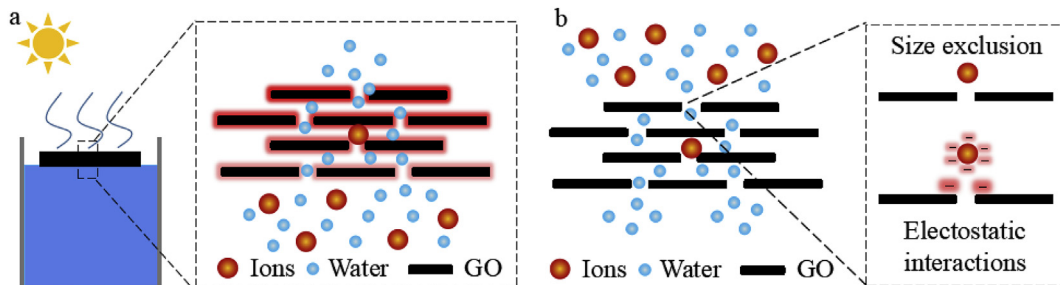 a
Ions Water GO
b
Ions Water GO
Size exclusion
Electostatic
interactions